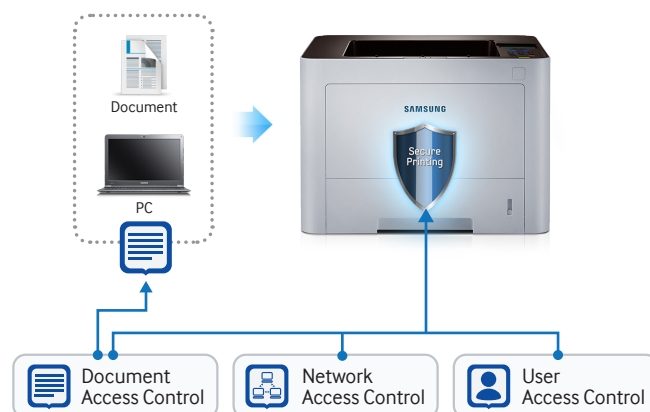 Document
SAMSUNG
Secure
Printing
PC
Document
Access Control
Network
Access Control
User
Access Control